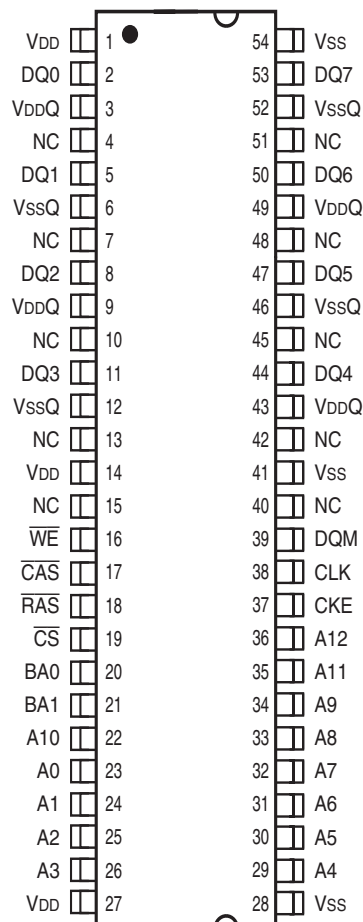 VDD 1 54 VSS
DQ0 2 53 DQ7
VDDQ 3 52 VSSQ
NC 4 51 NC
DQ1 5 50 DQ6
VSSQ 6 49 VDDQ
NC 7 48 NC
DQ2 8 47 DQ5
VDDQ 9 46 VSSQ
NC 10 45 NC
DQ3 11 44 DQ4
VSSQ 12 43 VDDQ
NC 13 42 NC
VDD 14 41 VSS
NC 15 40 NC
W̅E̅ 16 39 DQM
C̅A̅S̅ 17 38 CLK
R̅A̅S̅ 18 37 CKE
C̅S̅ 19 36 A12
BA0 20 35 A11
BA1 21 34 A9
A10 22 33 A8
A0 23 32 A7
A1 24 31 A6
A2 25 30 A5
A3 26 29 A4
VDD 27 28 VSS